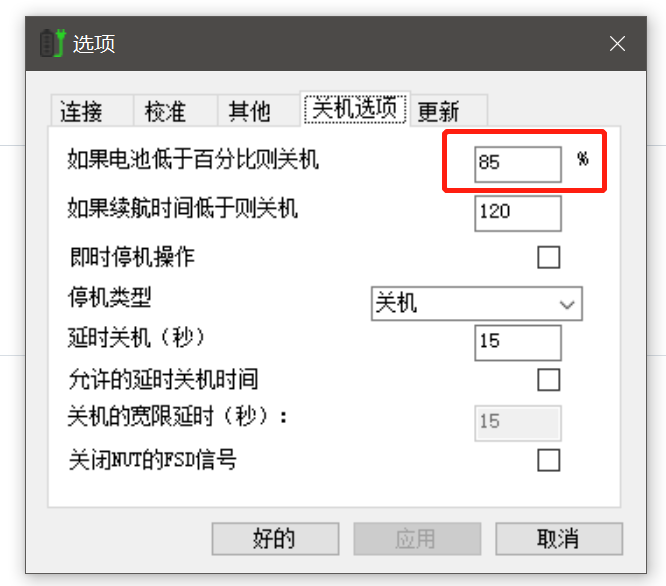 选项
连接 校准 其他 关机选项 更新
如果电池低于百分比则关机 85 %
如果续航时间低于则关机 120
即时停机操作
停机类型 关机
延时关机（秒） 15
允许的延时关机时间
关机的宽限延时（秒）： 15
关闭NUT的FSD信号
好的 应用 取消